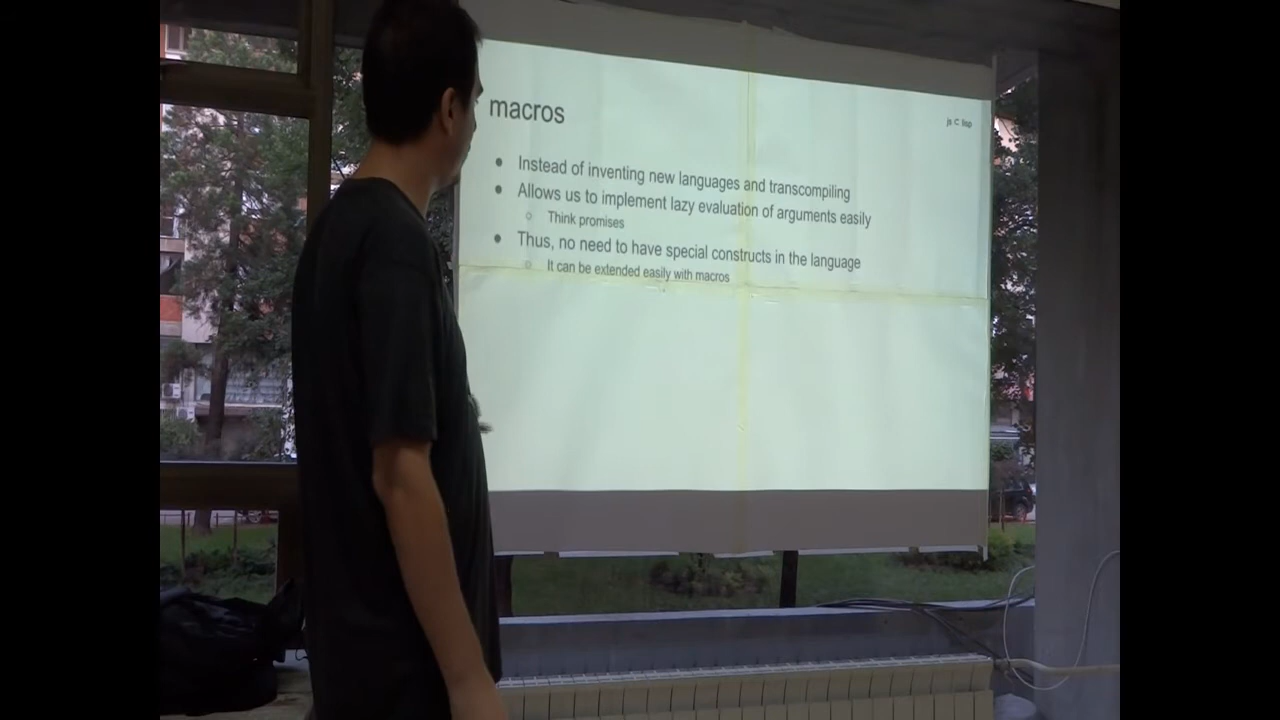 macros
js ⊂ lisp
Instead of inventing new languages and transcompiling
Allows us to implement lazy evaluation of arguments easily
Think promises
Thus, no need to have special constructs in the language
It can be extended easily with macros